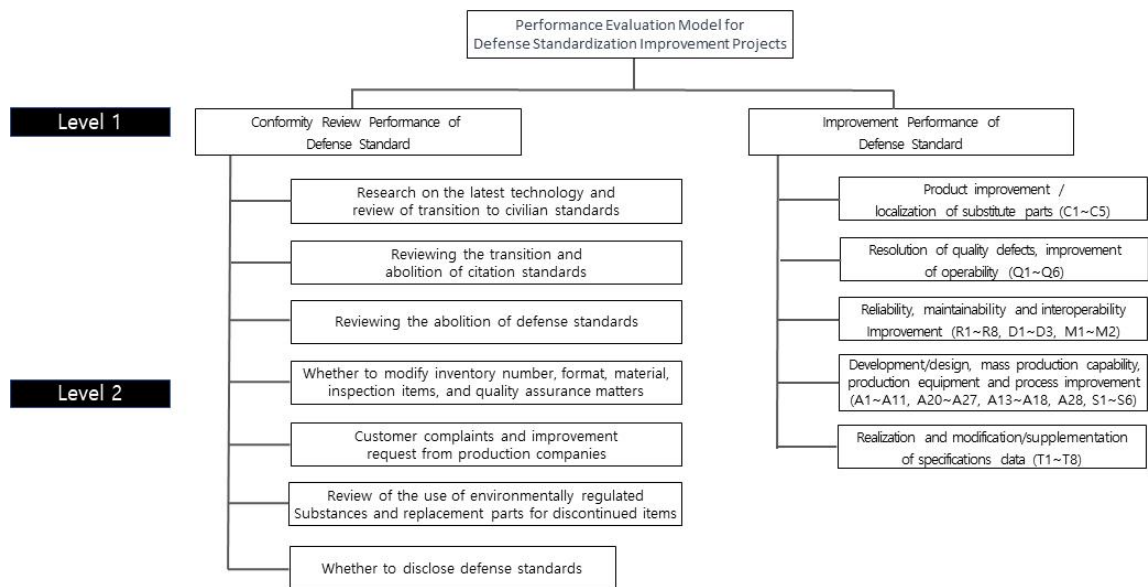 Performance Evaluation Model for
Defense Standardization Improvement Projects
Level 1
Conformity Review Performance of
Defense Standard
Improvement Performance of
Defense Standard
Level 2
Research on the latest technology and
review of transition to civilian standards
Reviewing the transition and
abolition of citation standards
Reviewing the abolition of defense standards
Whether to modify inventory number, format, material,
inspection items, and quality assurance matters
Customer complaints and improvement
request from production companies
Review of the use of environmentally regulated
Substances and replacement parts for discontinued items
Whether to disclose defense standards
Product improvement /
localization of substitute parts (C1~C5)
Resolution of quality defects, improvement
of operability (Q1~Q6)
Reliability, maintainability and interoperability
Improvement (R1~R8, D1~D3, M1~M2)
Development/design, mass production capability,
production equipment and process improvement
(A1~A11, A20~A27, A13~A18, A28, S1~S6)
Realization and modification/supplementation
of specifications data (T1~T8)